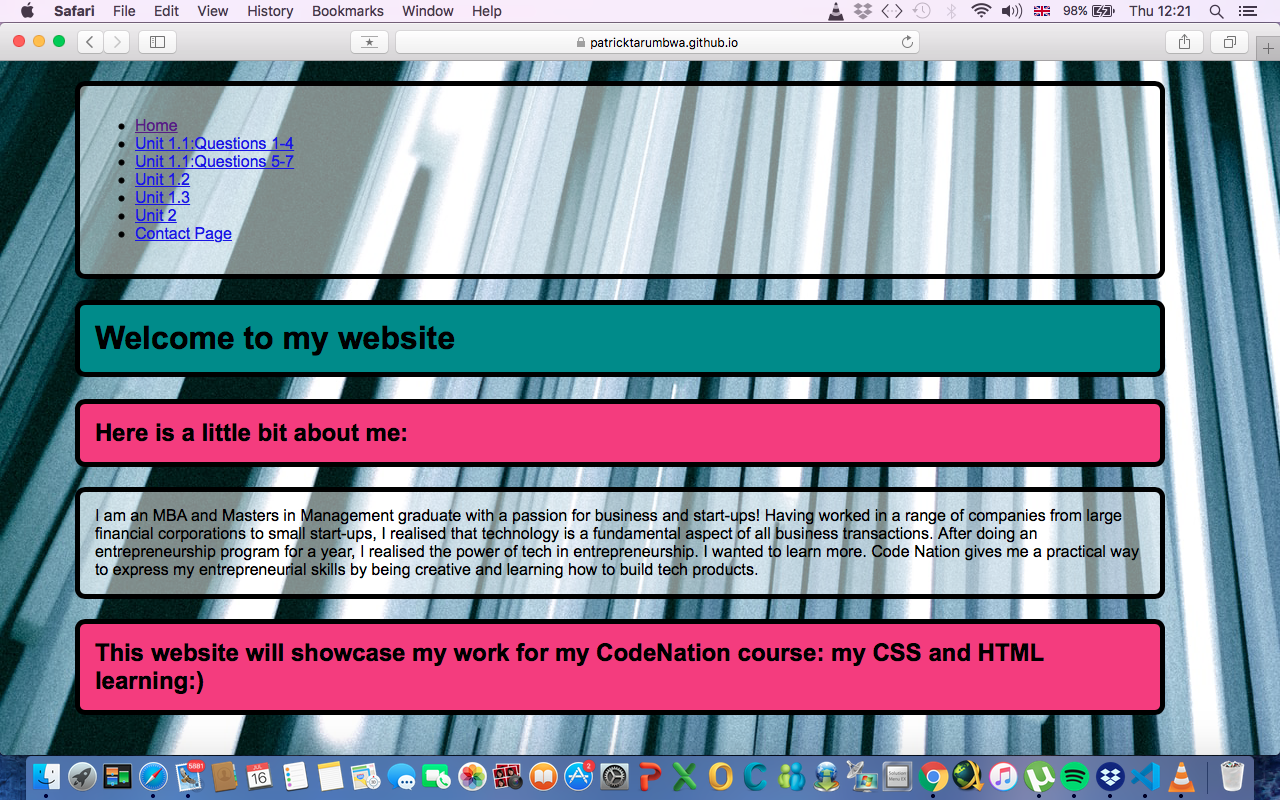 Safari File Edit View History Bookmarks Window Help 98% Thu 12:21
patricktarumbwa.github.io
Home
Unit 1.1:Questions 1-4
Unit 1.1:Questions 5-7
Unit 1.2
Unit 1.3
Unit 2
Contact Page
Welcome to my website
Here is a little bit about me:
I am an MBA and Masters in Management graduate with a passion for business and start-ups! Having worked in a range of companies from large
financial corporations to small start-ups, I realised that technology is a fundamental aspect of all business transactions. After doing an
entrepreneurship program for a year, I realised the power of tech in entrepreneurship. I wanted to learn more. Code Nation gives me a practical way
to express my entrepreneurial skills by being creative and learning how to build tech products.
This website will showcase my work for my CodeNation course: my CSS and HTML
learning:)
5881 JUL 16 2